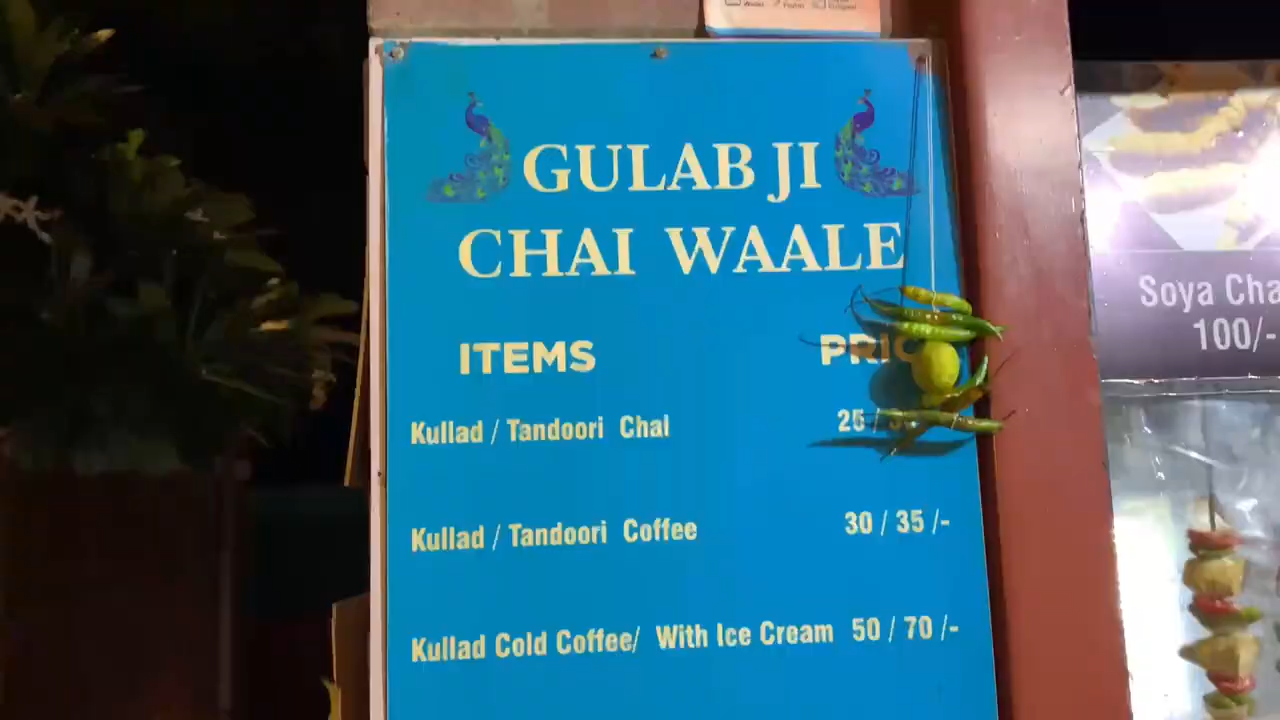 GULAB JI
CHAI WAALE
ITEMS PRIC
Kullad / Tandoori Chai 25 /
Kullad / Tandoori Coffee 30 / 35 /-
Kullad Cold Coffee/ With Ice Cream 50 / 70 /-
Soya Cha
100/-